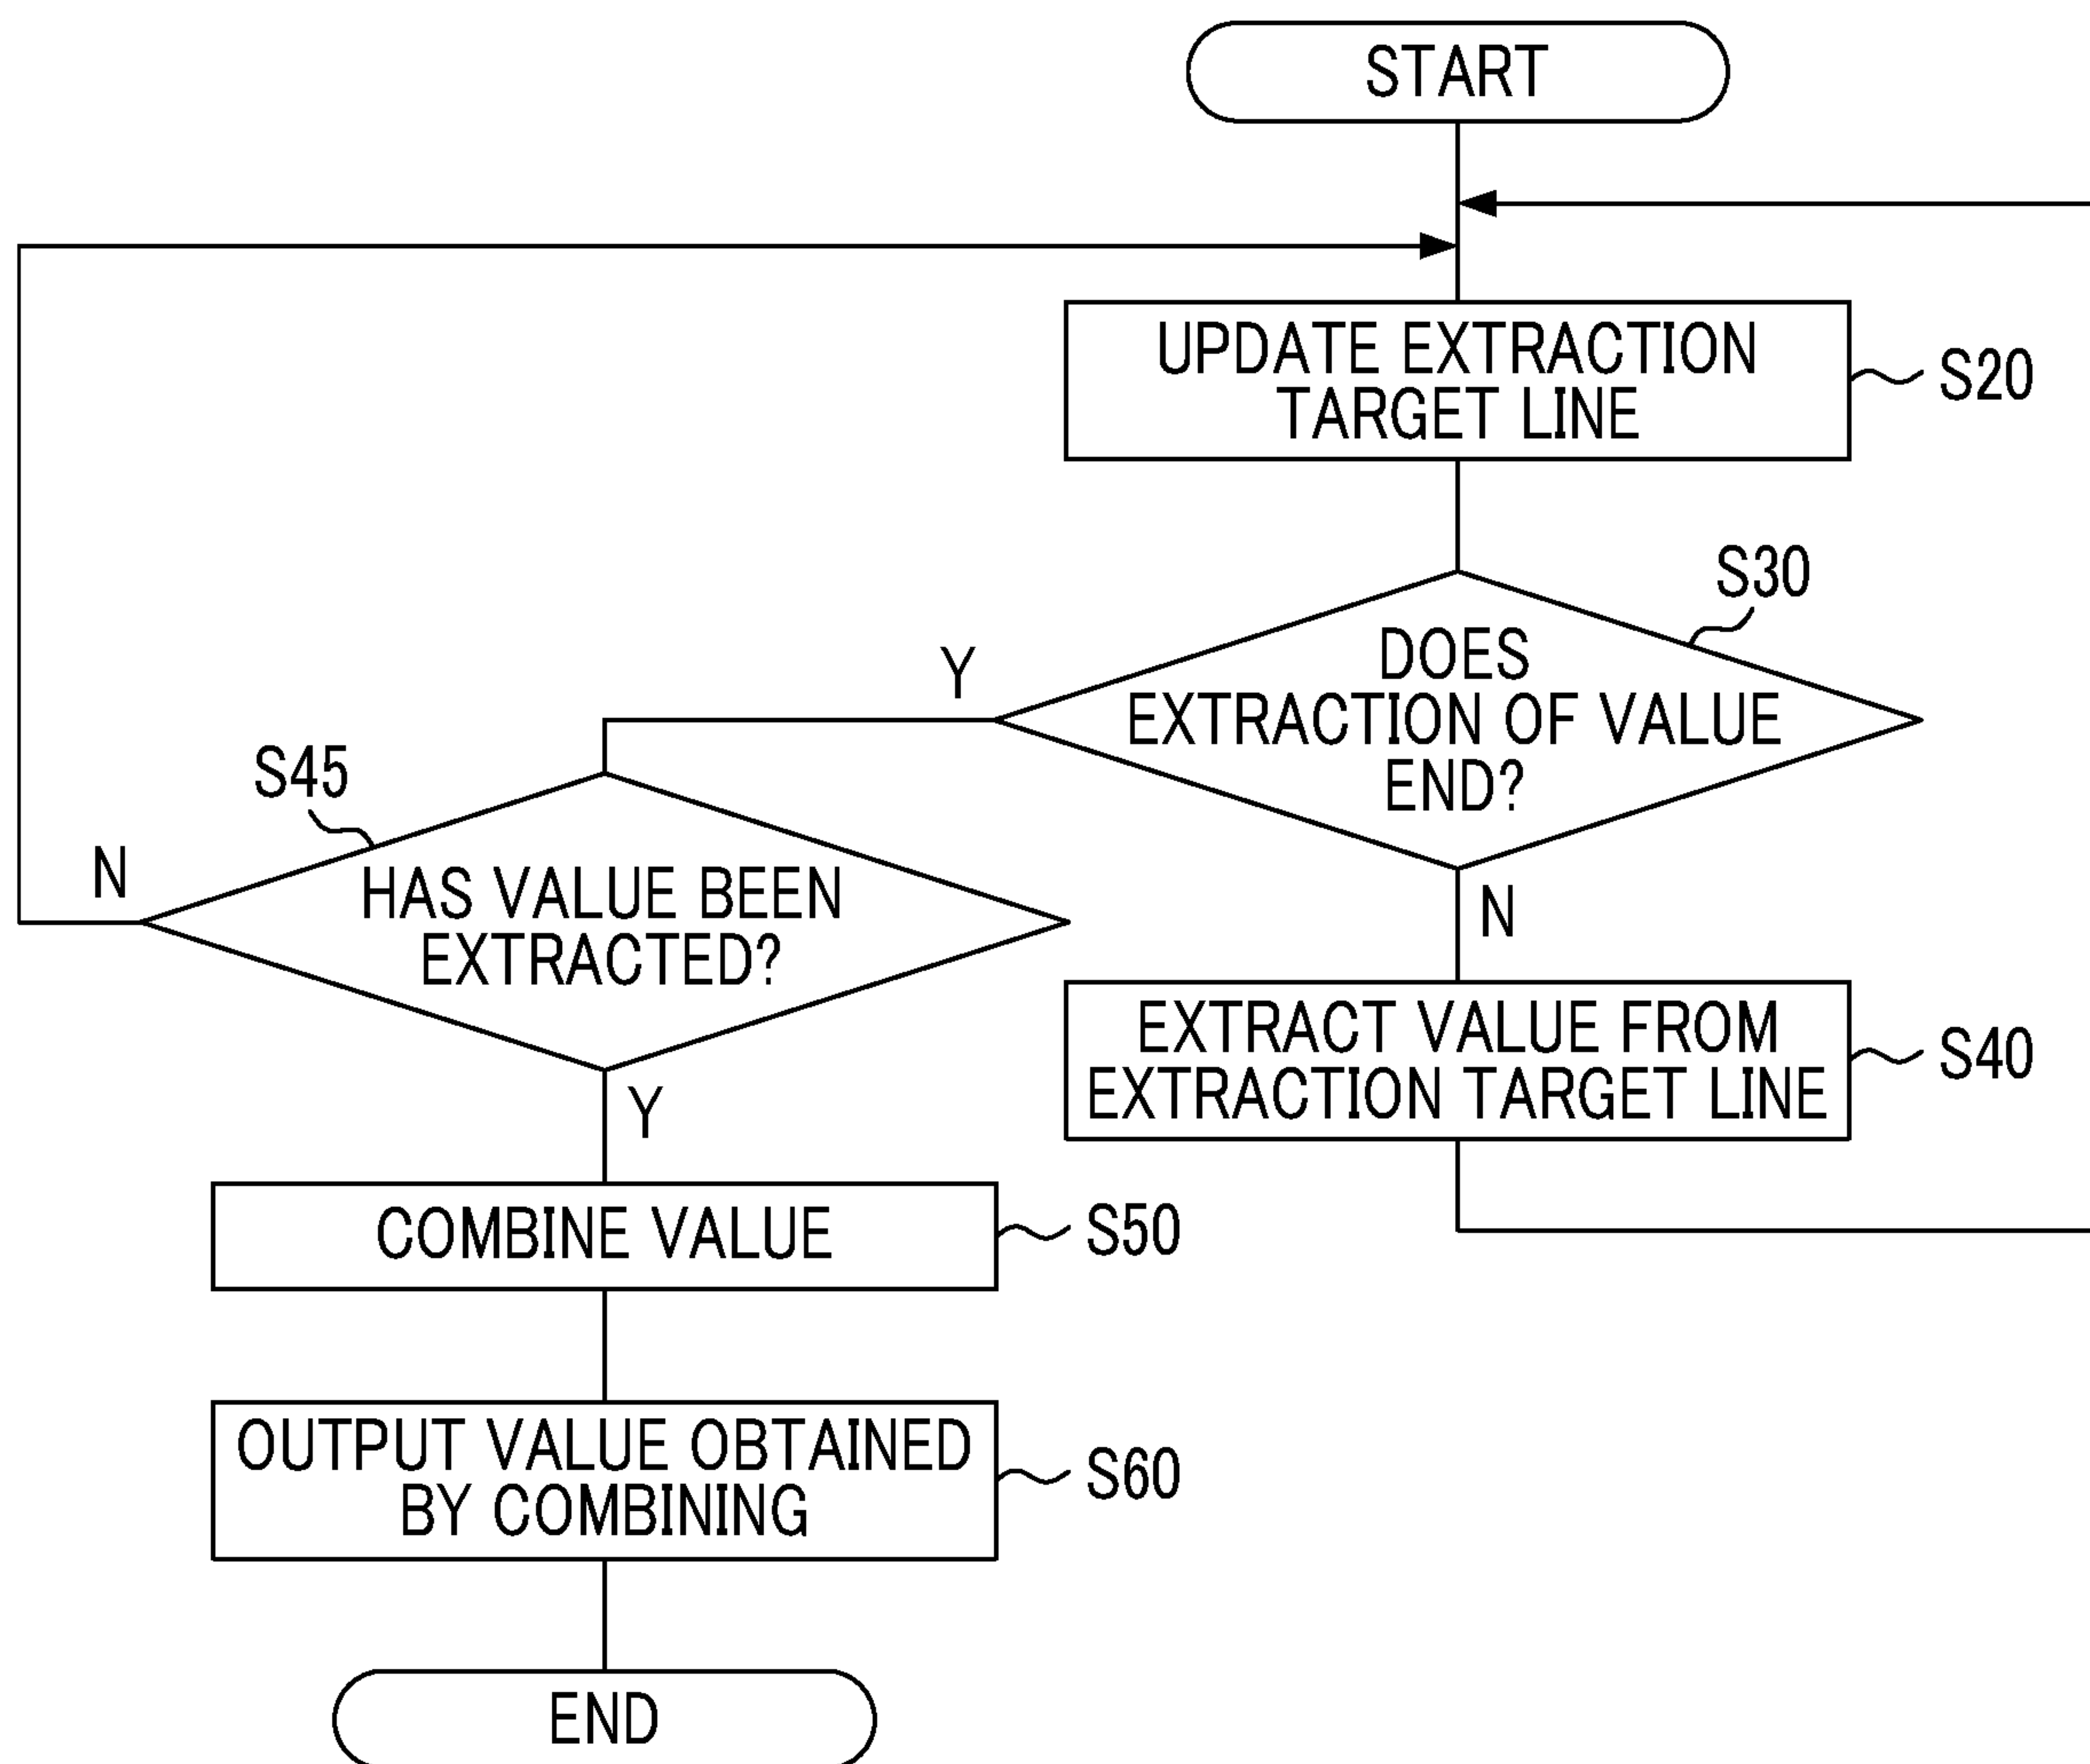 START
UPDATE EXTRACTION
TARGET LINE
S20
S30
DOES
EXTRACTION OF VALUE
END?
Y
N
S45
HAS VALUE BEEN
EXTRACTED?
N
Y
EXTRACT VALUE FROM
EXTRACTION TARGET LINE
S40
COMBINE VALUE
S50
OUTPUT VALUE OBTAINED
BY COMBINING
S60
END